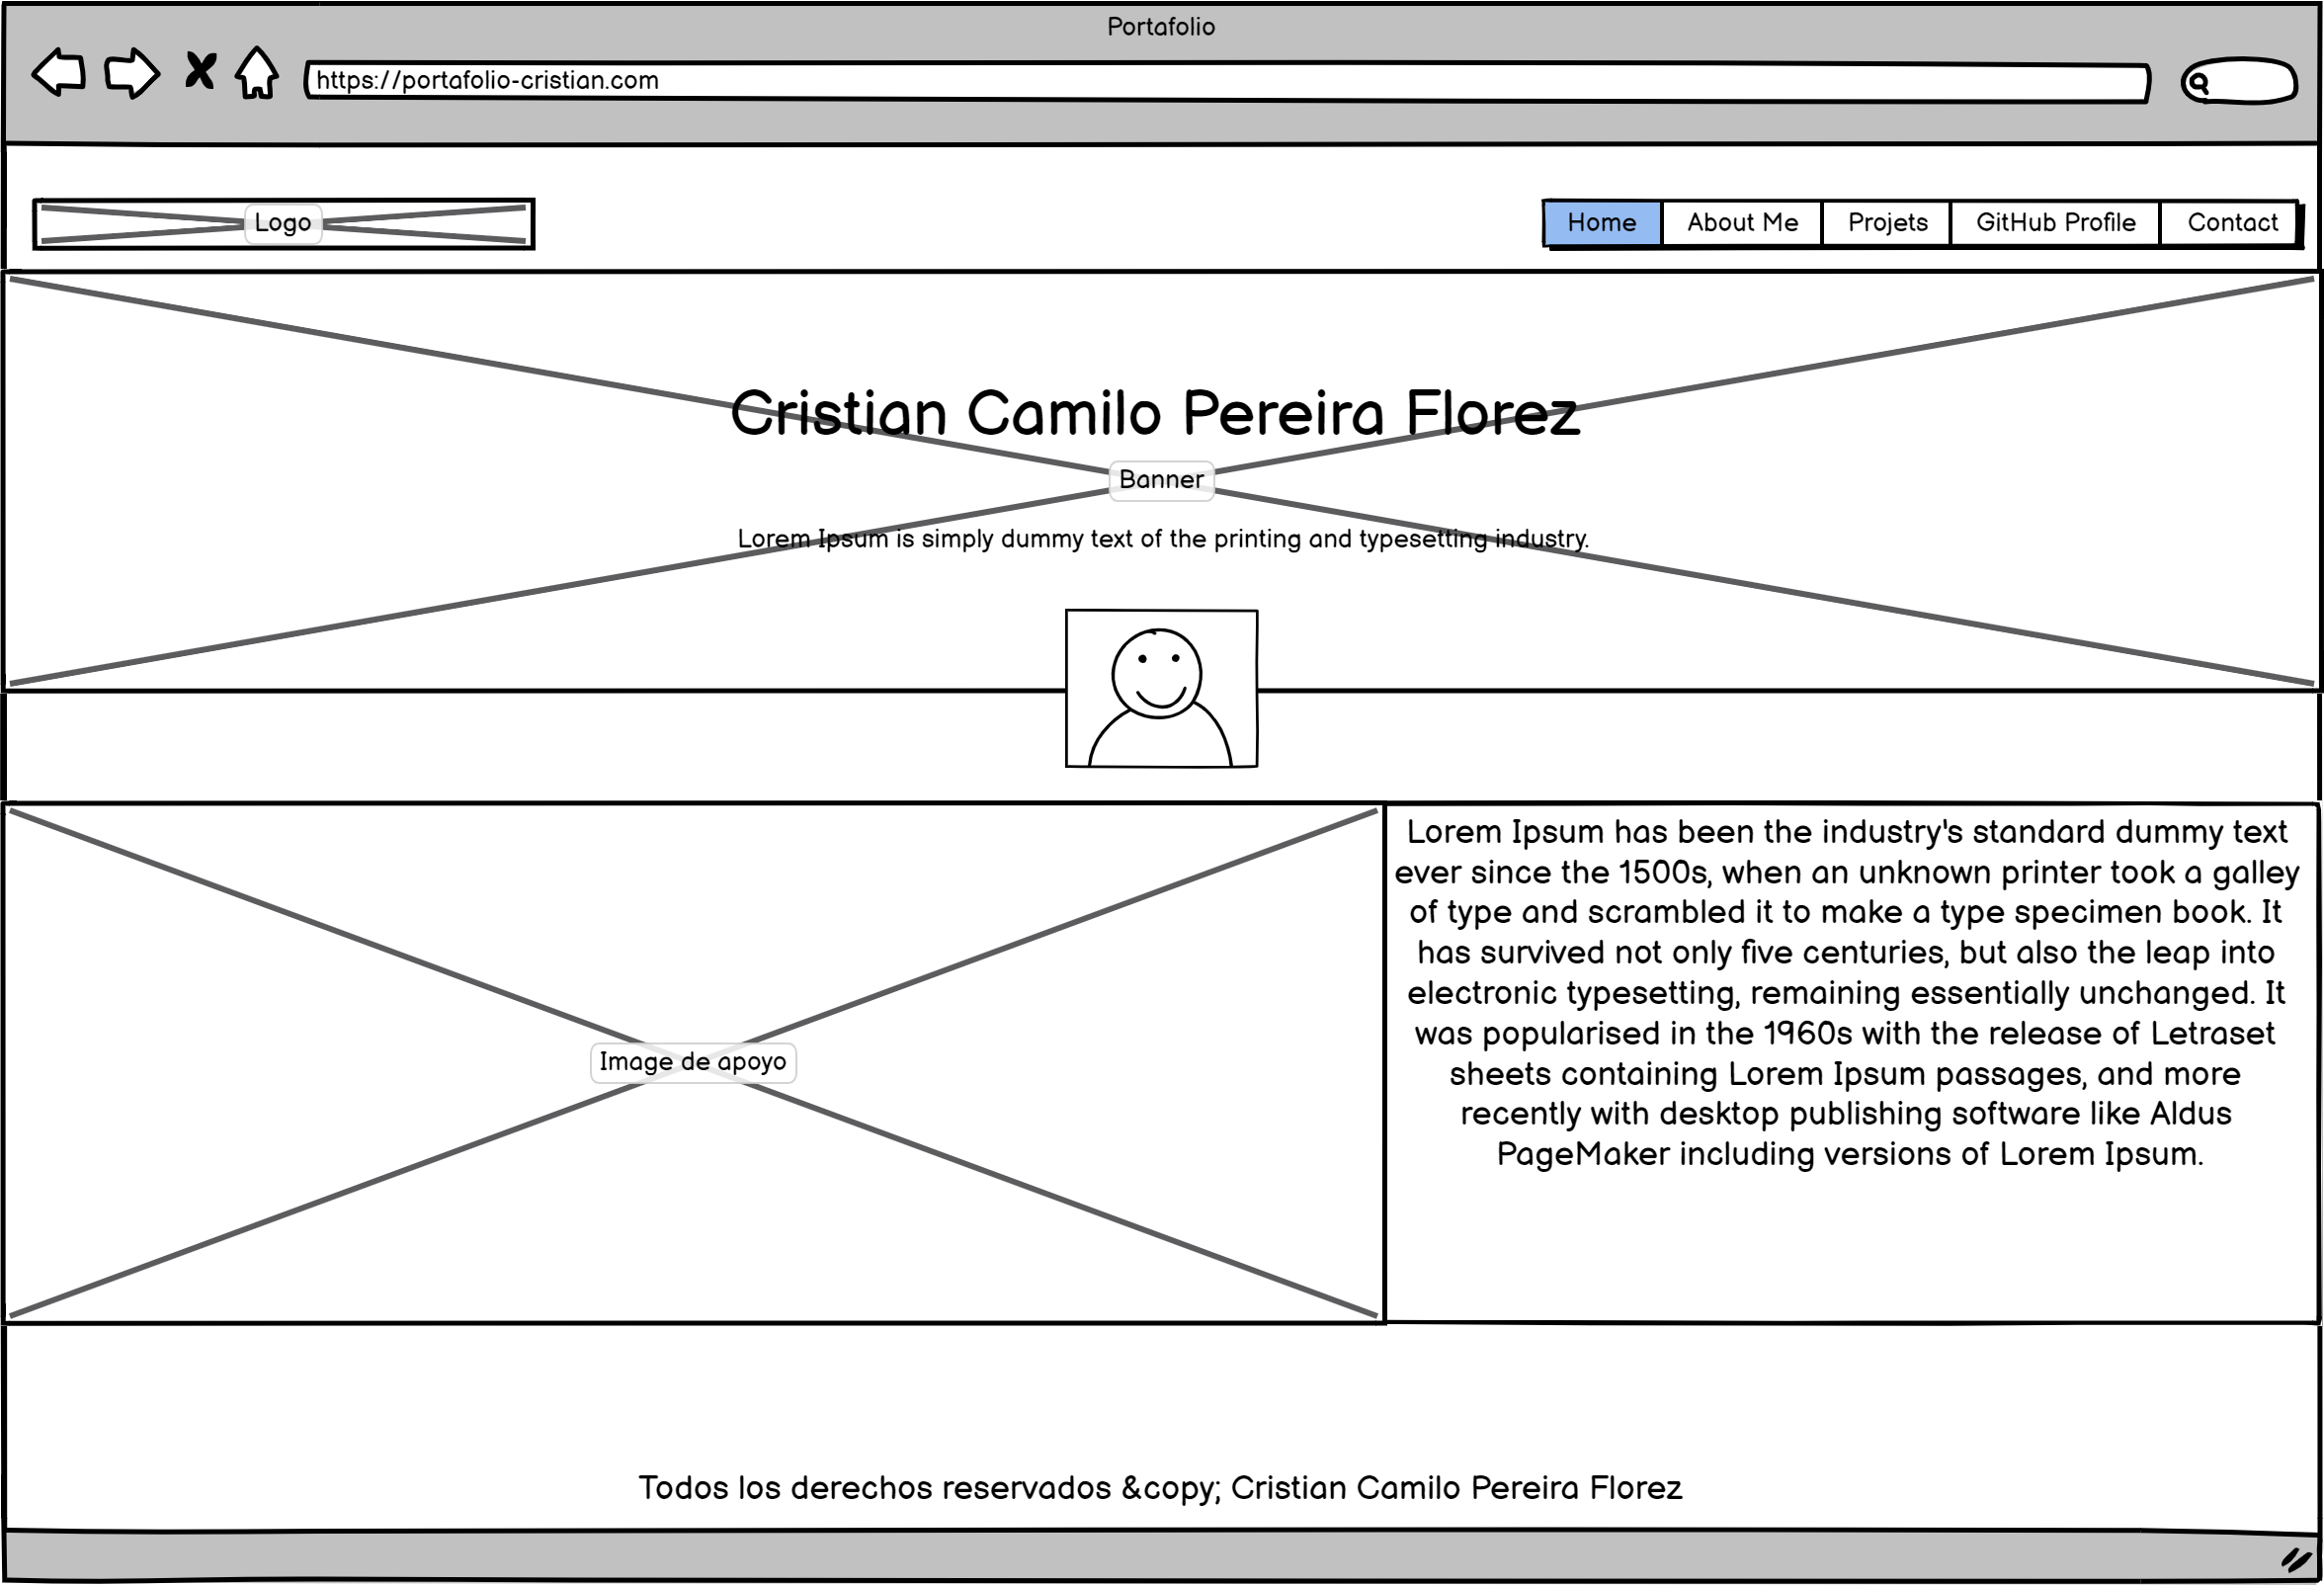 Portafolio
https://portafolio-cristian.com
Logo
Home About Me Projets GitHub Profile Contact
Cristian Camilo Pereira Florez
Banner
Lorem Ipsum is simply dummy text of the printing and typesetting industry.
Lorem Ipsum has been the industry's standard dummy text
ever since the 1500s, when an unknown printer took a galley
of type and scrambled it to make a type specimen book. It
has survived not only five centuries, but also the leap into
electronic typesetting, remaining essentially unchanged. It
was popularised in the 1960s with the release of Letraset
sheets containing Lorem Ipsum passages, and more
recently with desktop publishing software like Aldus
PageMaker including versions of Lorem Ipsum.
Image de apoyo
Todos los derechos reservados &copy; Cristian Camilo Pereira Florez